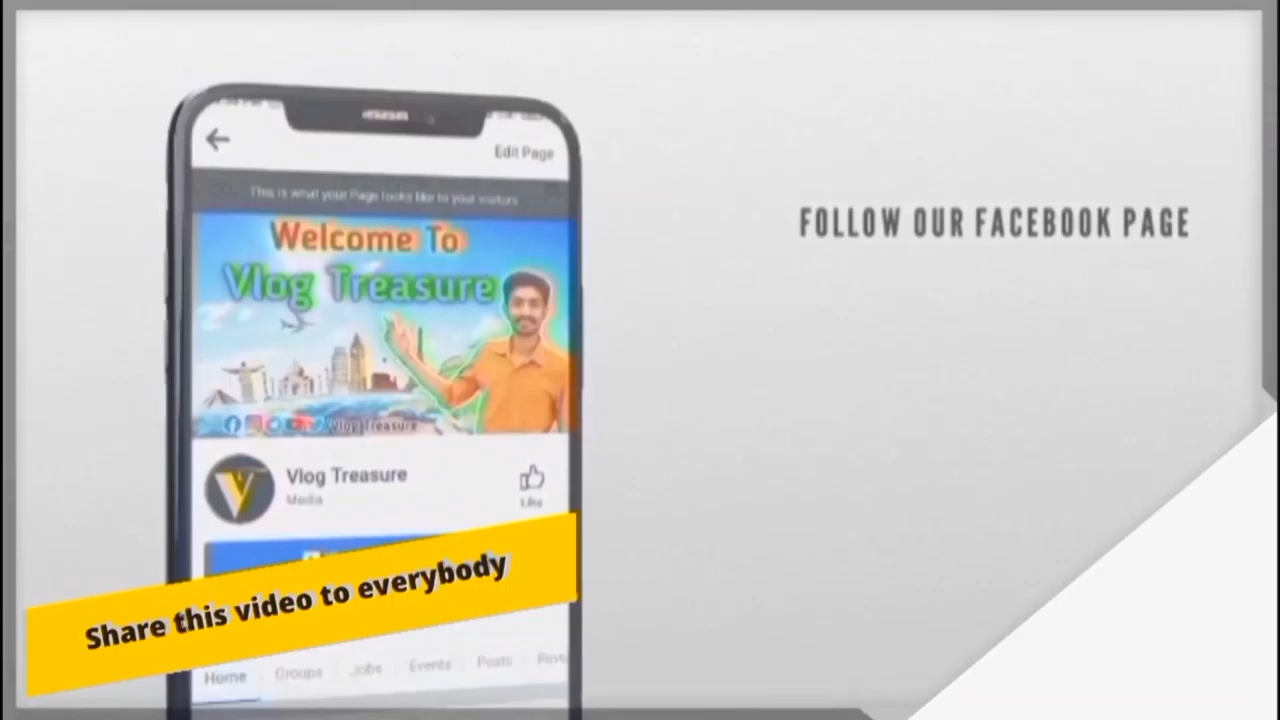 Edit Page
This is what your Page looks like to your visitors
Welcome To
Vlog Treasure
Vlog Treasure
Vlog Treasure
Media
Like
FOLLOW OUR FACEBOOK PAGE
Share this video to everybody
Home Groups Jobs Events Posts